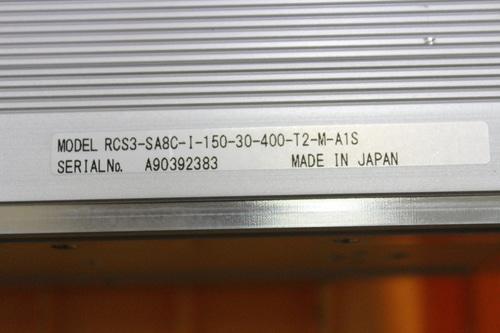 MODEL RCS3-SA8C-I-150-30-400-T2-M-A1S
SERIALNo. A90392383 MADE IN JAPAN